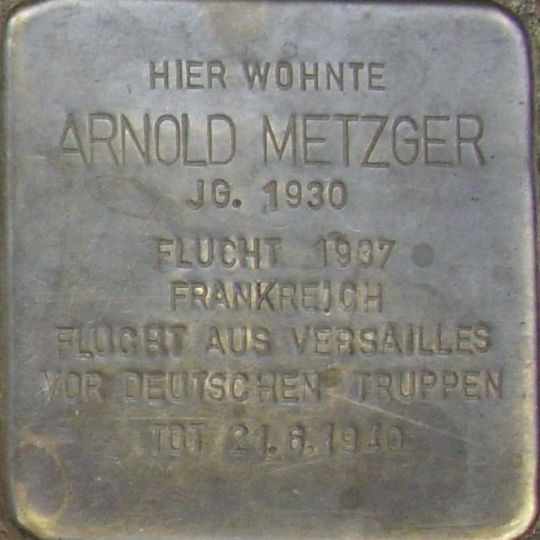 HIER WOHNTE
ARNOLD METZGER
JG. 1930
FLUCHT 1937
FRANKREICH
FLUCHT AUS VERSAILLES
VOR DEUTSCHEN TRUPPEN
TOT 21.6.1940